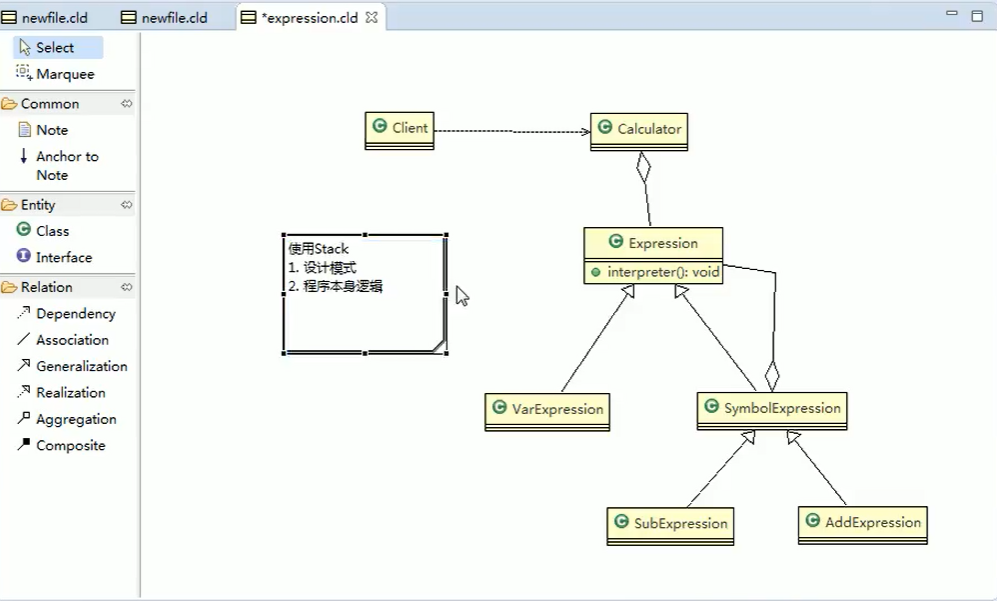 newfile.cld
newfile.cld
*expression.cld
Select
Marquee
Common
Note
Anchor to
Note
Entity
Class
Interface
Relation
Dependency
Association
Generalization
Realization
Aggregation
Composite
Client
Calculator
使用Stack
1. 设计模式
2. 程序本身逻辑
Expression
interpreter(): void
VarExpression
SymbolExpression
SubExpression
AddExpression